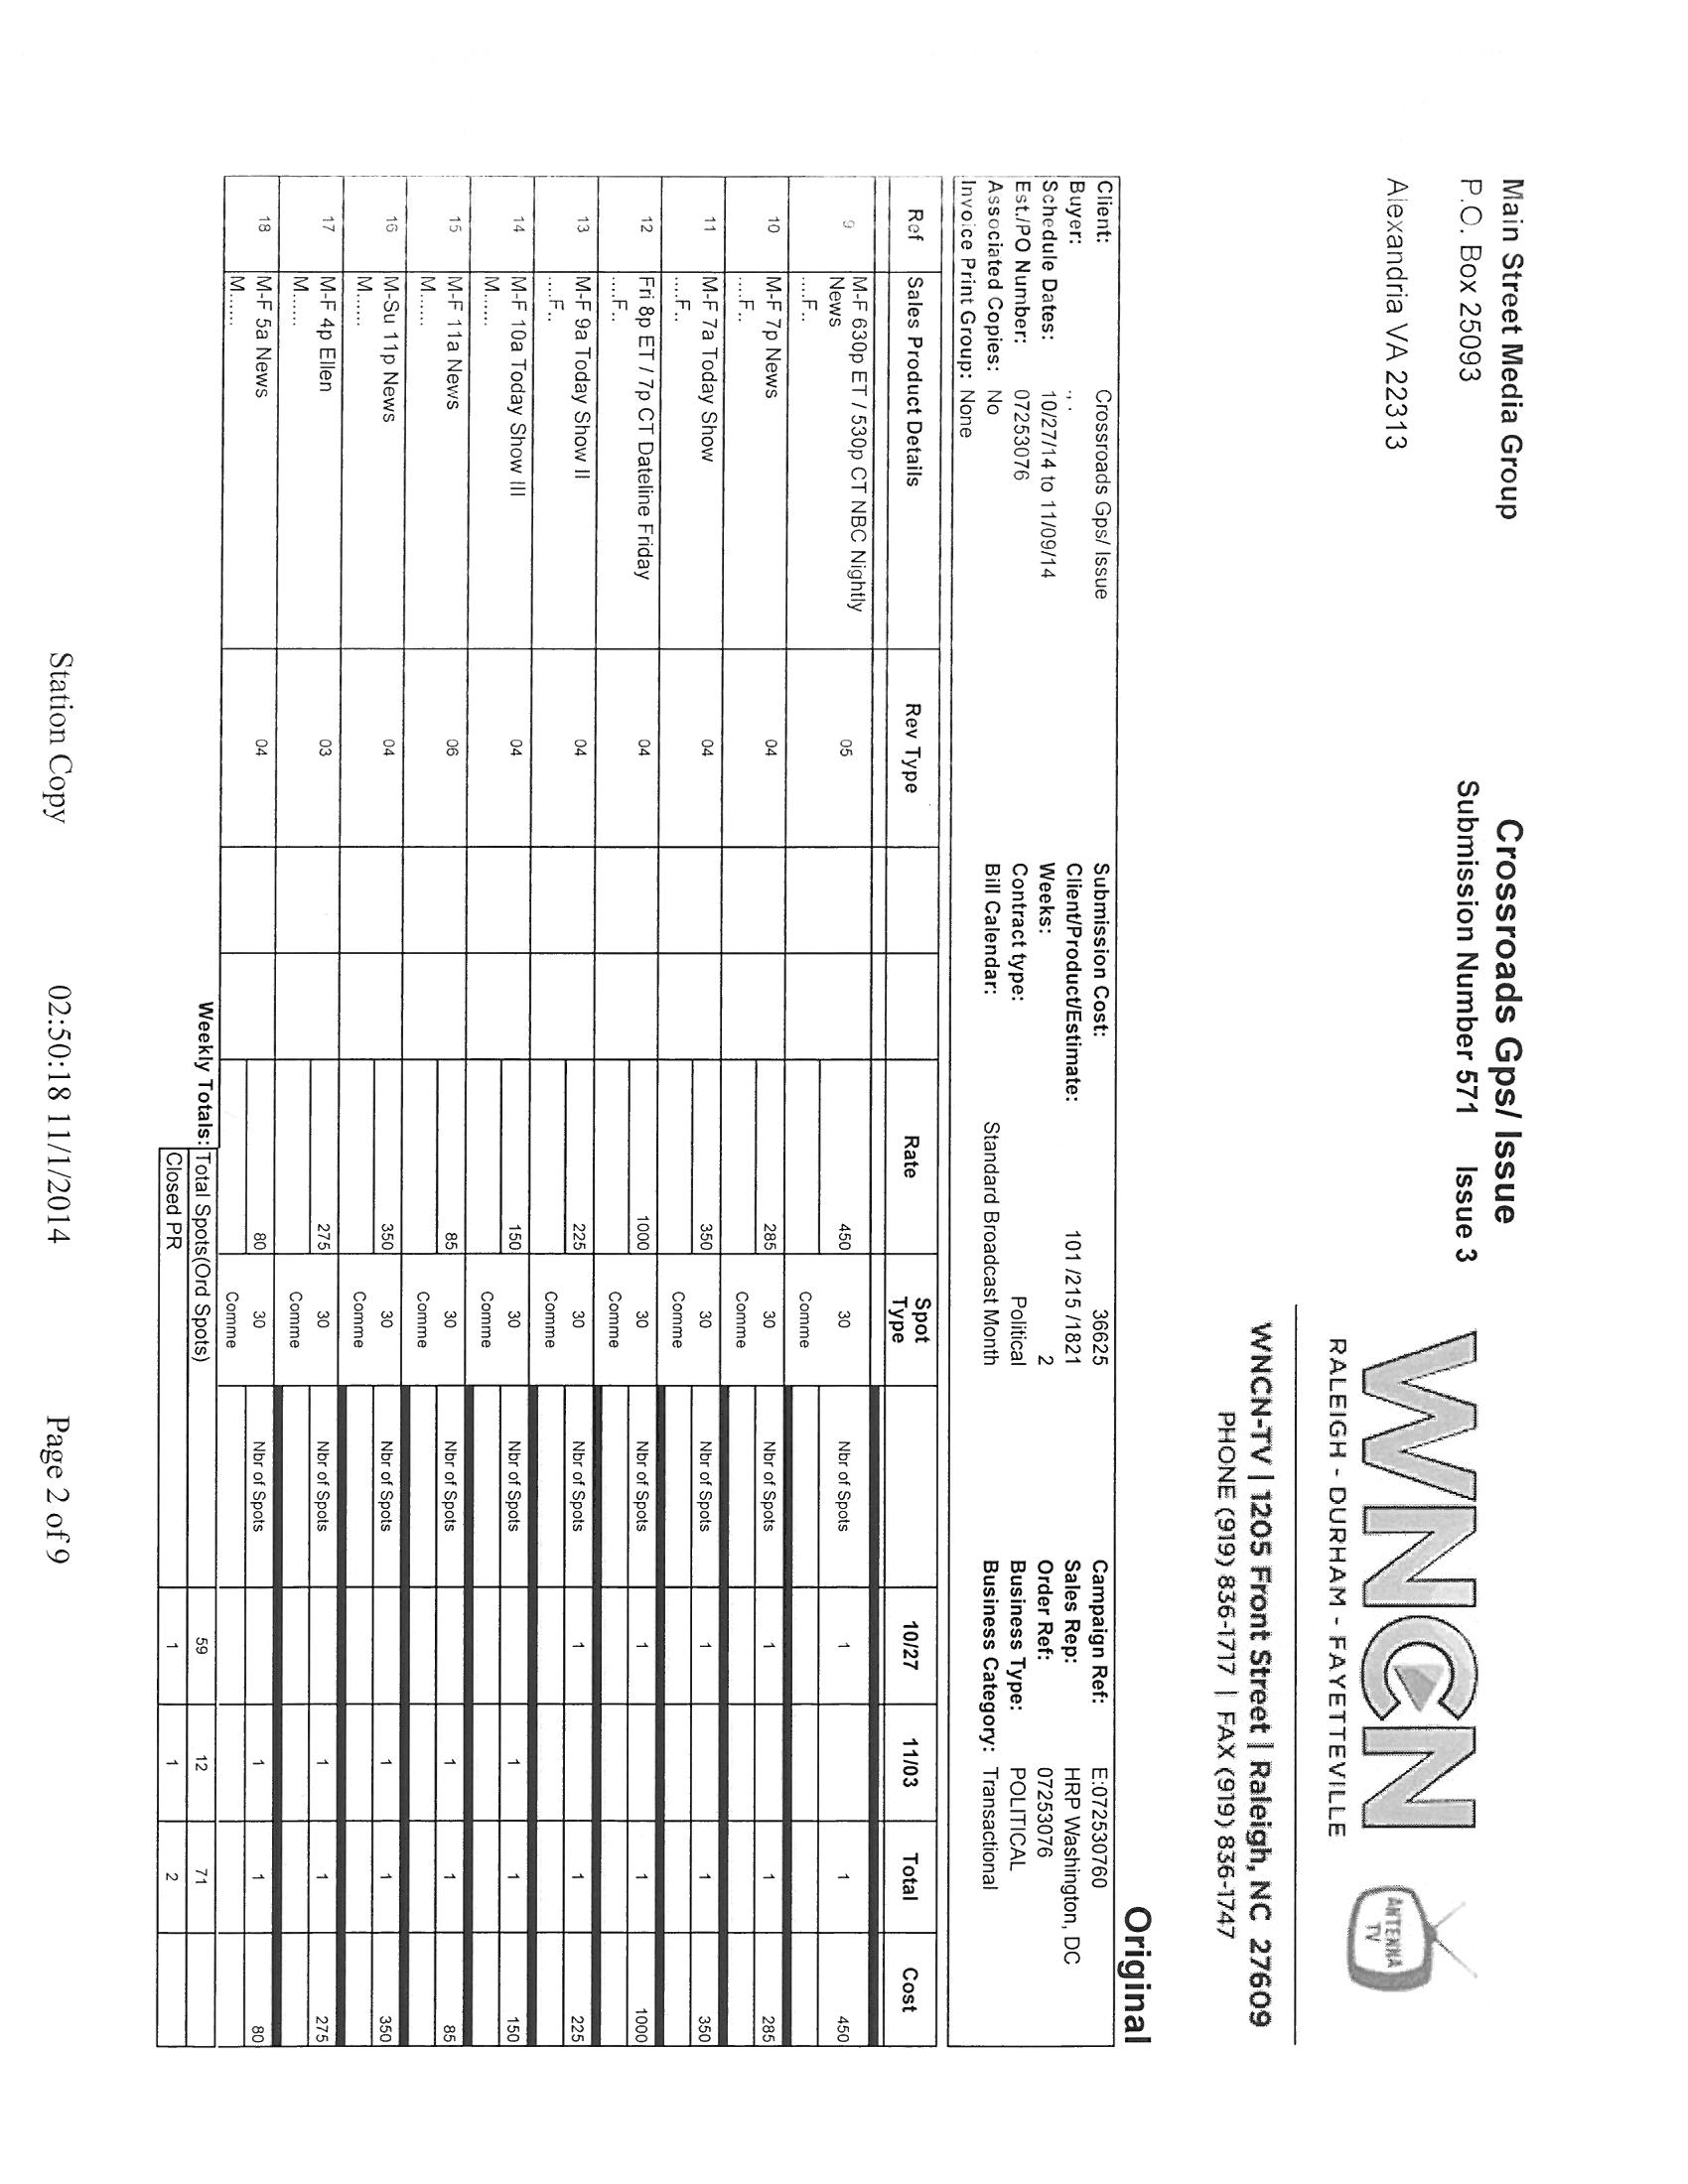 Main Street Media Group
P.O. Box 25093
Alexandria VA 22313
Crossroads Gps/ Issue
Submission Number 571 Issue 3
WNCN
ANTENNA TV
RALEIGH - DURHAM - FAYETTEVILLE
WNCN-TV | 1205 Front Street | Raleigh, NC 27609
PHONE (919) 836-1717 | FAX (919) 836-1747
Original
Client: Crossroads Gps/ Issue Submission Cost: 36625 Campaign Ref: E:072530760
Buyer: , , Client/Product/Estimate: 101 /215 /1821 Sales Rep: HRP Washington, DC
Schedule Dates: 10/27/14 to 11/09/14 Weeks: 2 Order Ref: 07253076
Est./PO Number: 07253076 Contract type: Political Business Type: POLITICAL
Associated Copies: No Bill Calendar: Standard Broadcast Month Business Category: Transactional
Invoice Print Group: None
Ref Sales Product Details Rev Type Rate Spot Type 10/27 11/03 Total Cost
9 M-F 630p ET / 530p CT NBC Nightly 05 450 30 Nbr of Spots 1 1 450
News
....F.. Comme
10 M-F 7p News 04 285 30 Nbr of Spots 1 1 285
....F.. Comme
11 M-F 7a Today Show 04 350 30 Nbr of Spots 1 1 350
....F.. Comme
12 Fri 8p ET / 7p CT Dateline Friday 04 1000 30 Nbr of Spots 1 1 1000
....F.. Comme
13 M-F 9a Today Show II 04 225 30 Nbr of Spots 1 1 225
....F.. Comme
14 M-F 10a Today Show III 04 150 30 Nbr of Spots 1 1 150
M...... Comme
15 M-F 11a News 06 85 30 Nbr of Spots 1 1 85
M...... Comme
16 M-Su 11p News 04 350 30 Nbr of Spots 1 1 350
M...... Comme
17 M-F 4p Ellen 03 275 30 Nbr of Spots 1 1 275
M...... Comme
18 M-F 5a News 04 80 30 Nbr of Spots 1 1 80
M...... Comme
Weekly Totals: Total Spots(Ord Spots) 59 12 71
Closed PR 1 1 2
Station Copy 02:50:18 11/1/2014 Page 2 of 9